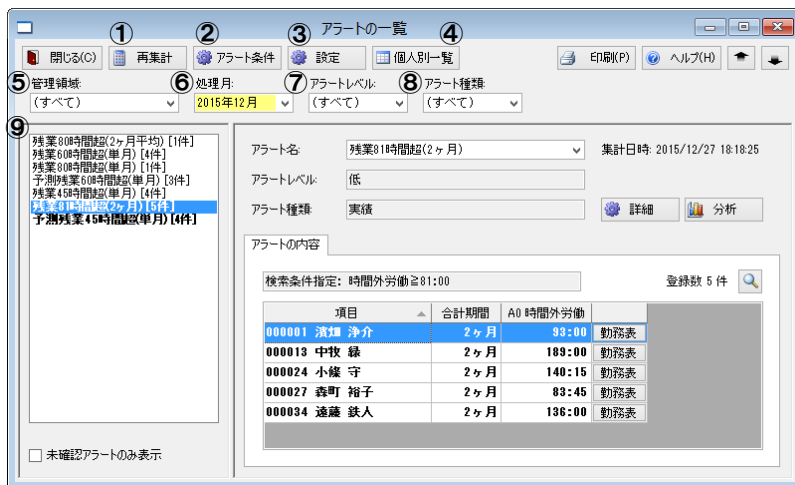 アラートの一覧
① ② ③ ④
閉じる(C) 再集計 アラート条件 設定 個人別一覧 印刷(P) ヘルプ(H)
⑤ 管理領域: ⑥ 処理月: ⑦ アラートレベル: ⑧ アラート種類:
(すべて) 2015年12月 (すべて) (すべて)
⑨
残業80時間超(2ヶ月平均) [1件]
残業60時間超(単月) [4件]
残業80時間超(単月) [1件]
予測残業60時間超(単月) [3件]
残業45時間超(単月) [4件]
残業81時間超(2ヶ月) [5件]
予測残業45時間超(単月) [4件]
未確認アラートのみ表示
アラート名: 残業81時間超(2ヶ月) 集計日時: 2015/12/27 18:18:25
アラートレベル: 低
アラート種類: 実績 詳細 分析
アラートの内容
検索条件指定: 時間外労働≧81:00 登録数 5 件
項目 合計期間 A0 時間外労働
000001 濱畑 浄介 2ヶ月 93:00 勤務表
000013 中牧 緑 2ヶ月 189:00 勤務表
000024 小篠 守 2ヶ月 140:15 勤務表
000027 森町 裕子 2ヶ月 83:45 勤務表
000034 遠藤 鉄人 2ヶ月 136:00 勤務表